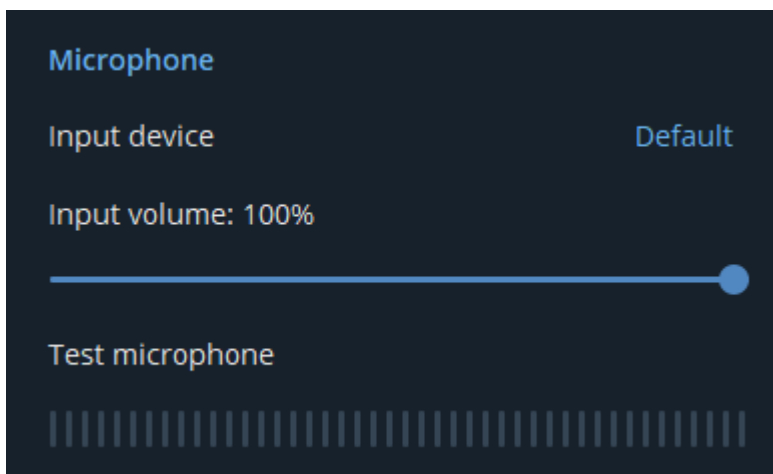 Microphone
Input device Default
Input volume: 100%
Test microphone